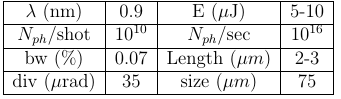 λ (nm) 0.9 E (μJ) 5-10
N_ph/shot 10^10 N_ph/sec 10^16
bw (%) 0.07 Length (μm) 2-3
div (μrad) 35 size (μm) 75